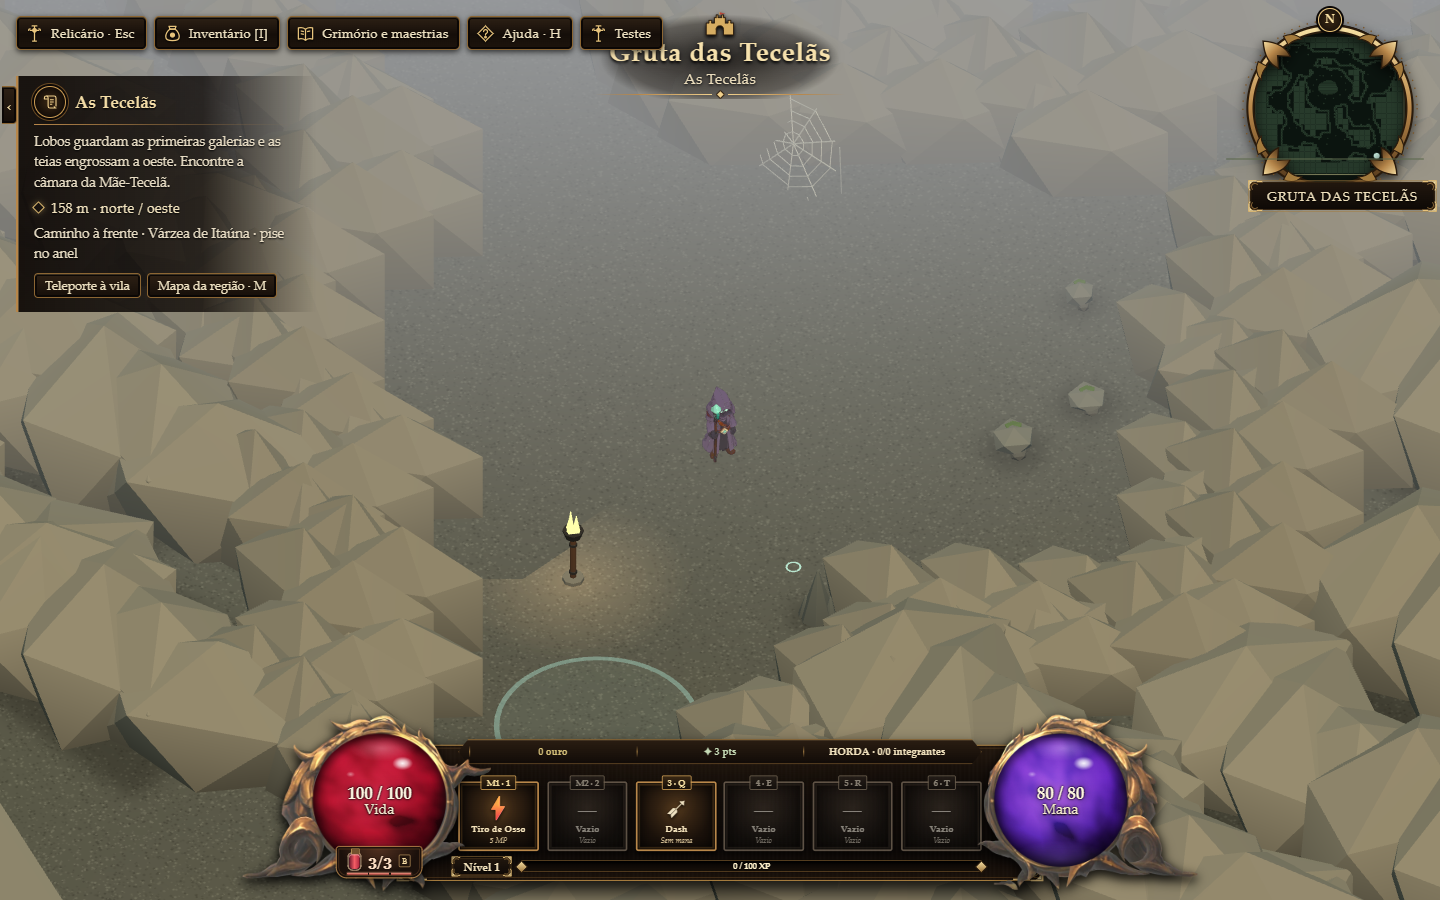 Relicário · Esc
Inventário [I]
Grimório e maestrias
Ajuda · H
Testes
Gruta das Tecelãs
As Tecelãs
N
GRUTA DAS TECELÃS
‹
As Tecelãs
Lobos guardam as primeiras galerias e as
teias engrossam a oeste. Encontre a
câmara da Mãe-Tecelã.
158 m · norte / oeste
Caminho à frente · Várzea de Itaúna · pise
no anel
Teleporte à vila
Mapa da região · M
0 ouro
3 pts
HORDA · 0/0 integrantes
100 / 100
Vida
3/3
B
M1 · 1
Tiro de Osso
5 MP
M2 · 2
Vazio
Vazio
3 · Q
Dash
Sem mana
4 · E
Vazio
Vazio
5 · R
Vazio
Vazio
6 · T
Vazio
Vazio
80 / 80
Mana
Nível 1
0 / 100 XP